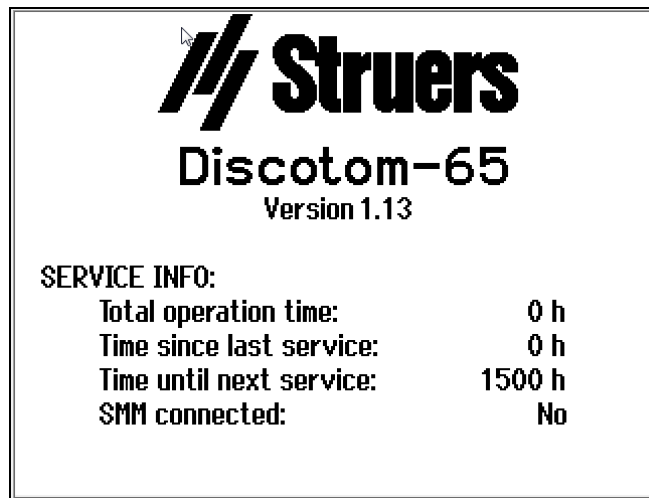 Struers
Discotom-65
Version 1.13
SERVICE INFO:
Total operation time: 0 h
Time since last service: 0 h
Time until next service: 1500 h
SMM connected: No